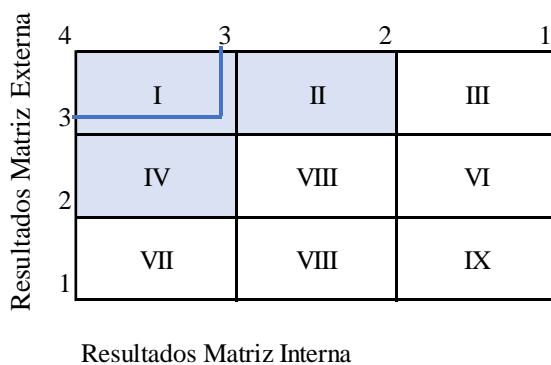 4 3 2 1
Resultados Matriz Externa
I II III
3
IV VIII VI
2
VII VIII IX
1
Resultados Matriz Interna